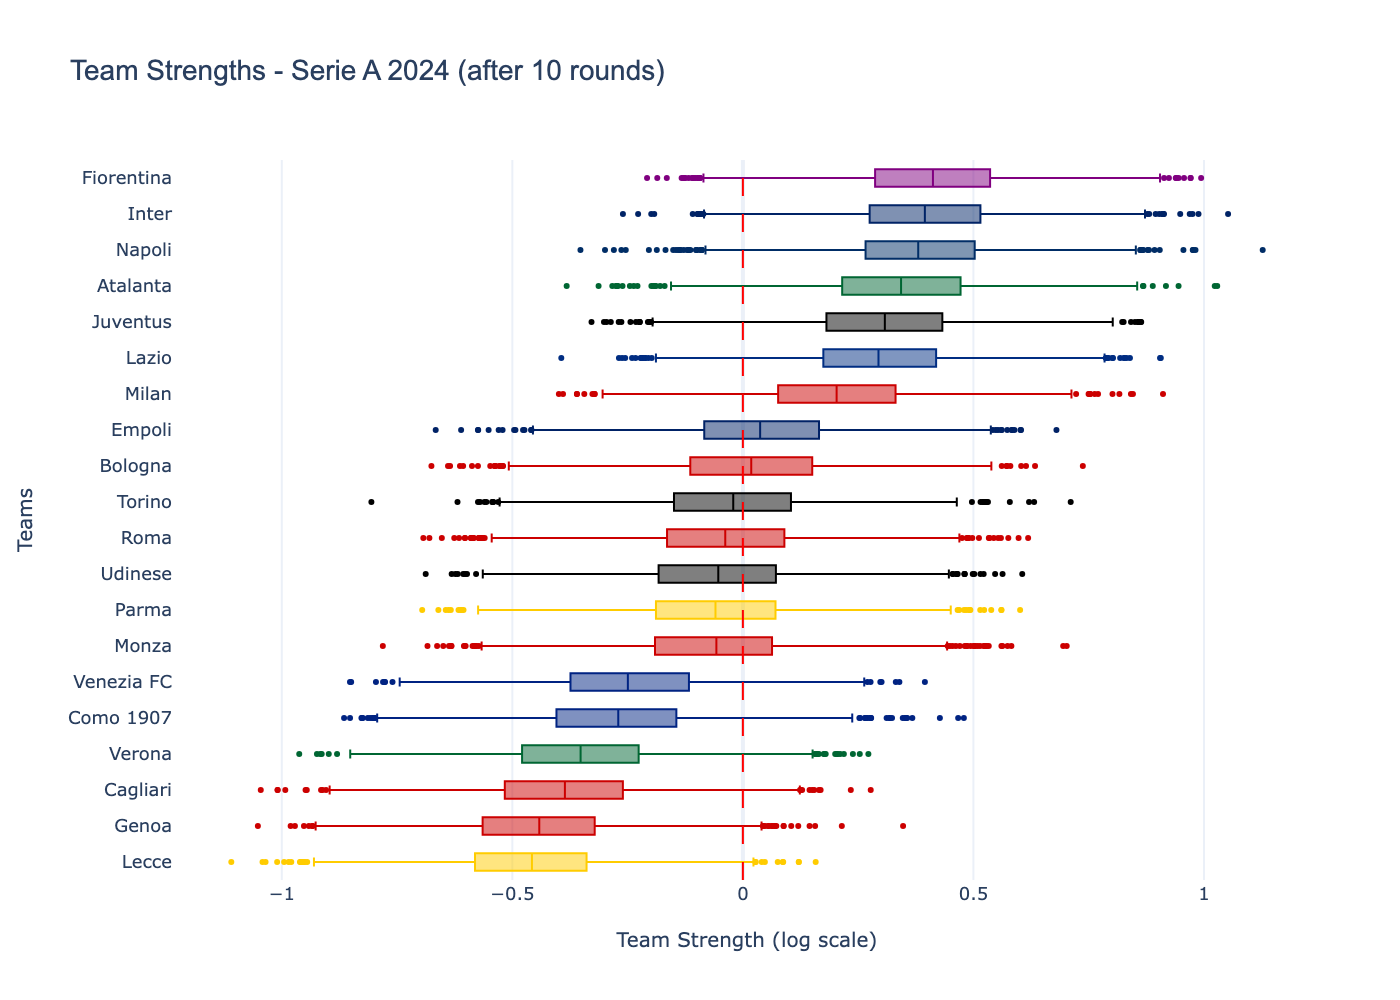 Team Strengths - Serie A 2024 (after 10 rounds)
Fiorentina
Inter
Napoli
Atalanta
Juventus
Lazio
Milan
Empoli
Bologna
Torino
Roma
Udinese
Parma
Monza
Venezia FC
Como 1907
Verona
Cagliari
Genoa
Lecce
Teams
−1 −0.5 0 0.5 1
Team Strength (log scale)